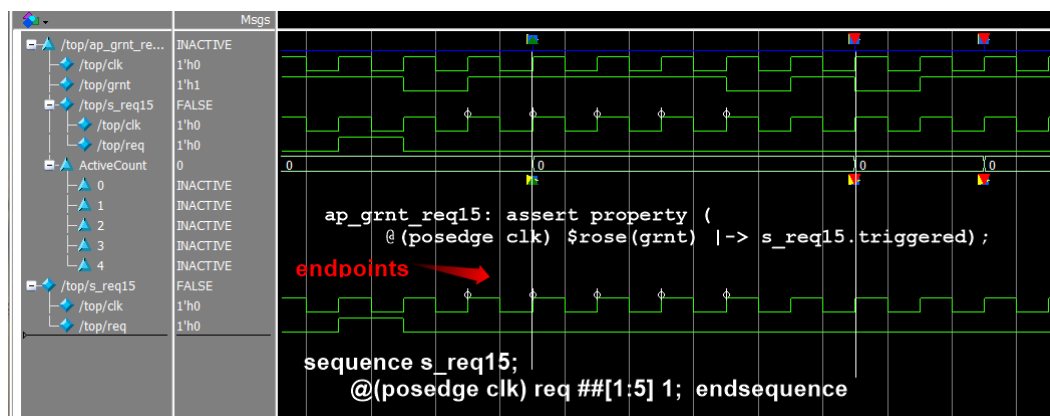 Msgs
/top/ap_grnt_re... INACTIVE
/top/clk 1'h0
/top/grnt 1'h1
/top/s_req15 FALSE
/top/clk 1'h0
/top/req 1'h0
ActiveCount 0 0 0 0 0
0 INACTIVE
1 INACTIVE
2 INACTIVE
3 INACTIVE
4 INACTIVE
/top/s_req15 FALSE
/top/clk 1'h0
/top/req 1'h0
ap_grnt_req15: assert property (
@(posedge clk) $rose(grnt) |-> s_req15.triggered);
endpoints
sequence s_req15;
@(posedge clk) req ##[1:5] 1; endsequence